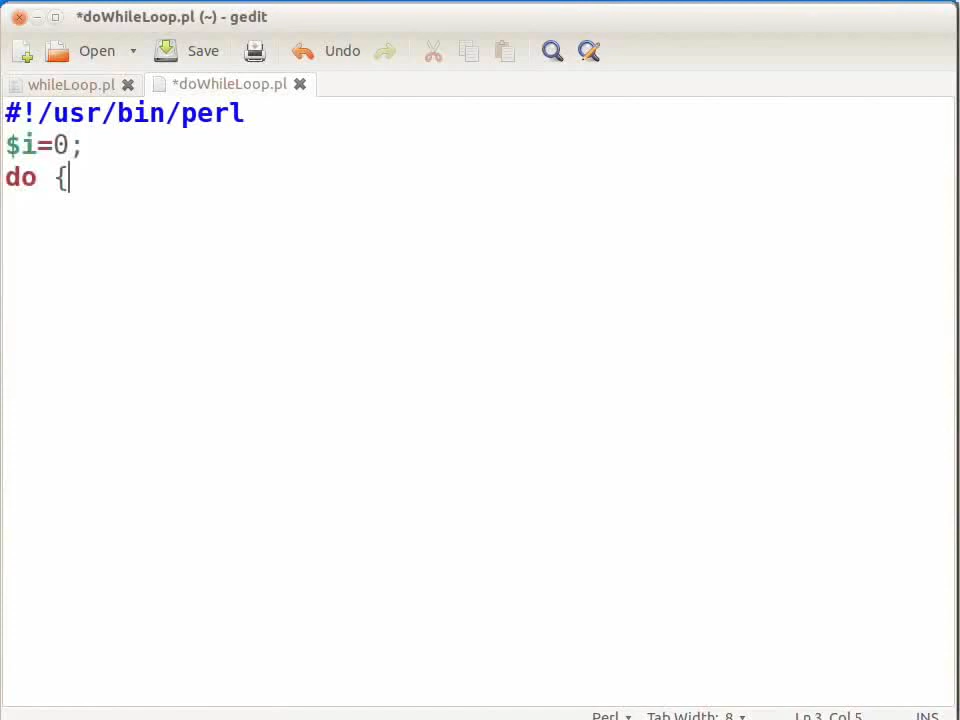 *doWhileLoop.pl (~) - gedit
Open Save Undo
whileLoop.pl *doWhileLoop.pl
#!/usr/bin/perl
$i=0;
do {
Perl Tab Width: 8 Ln 3, Col 5 INS